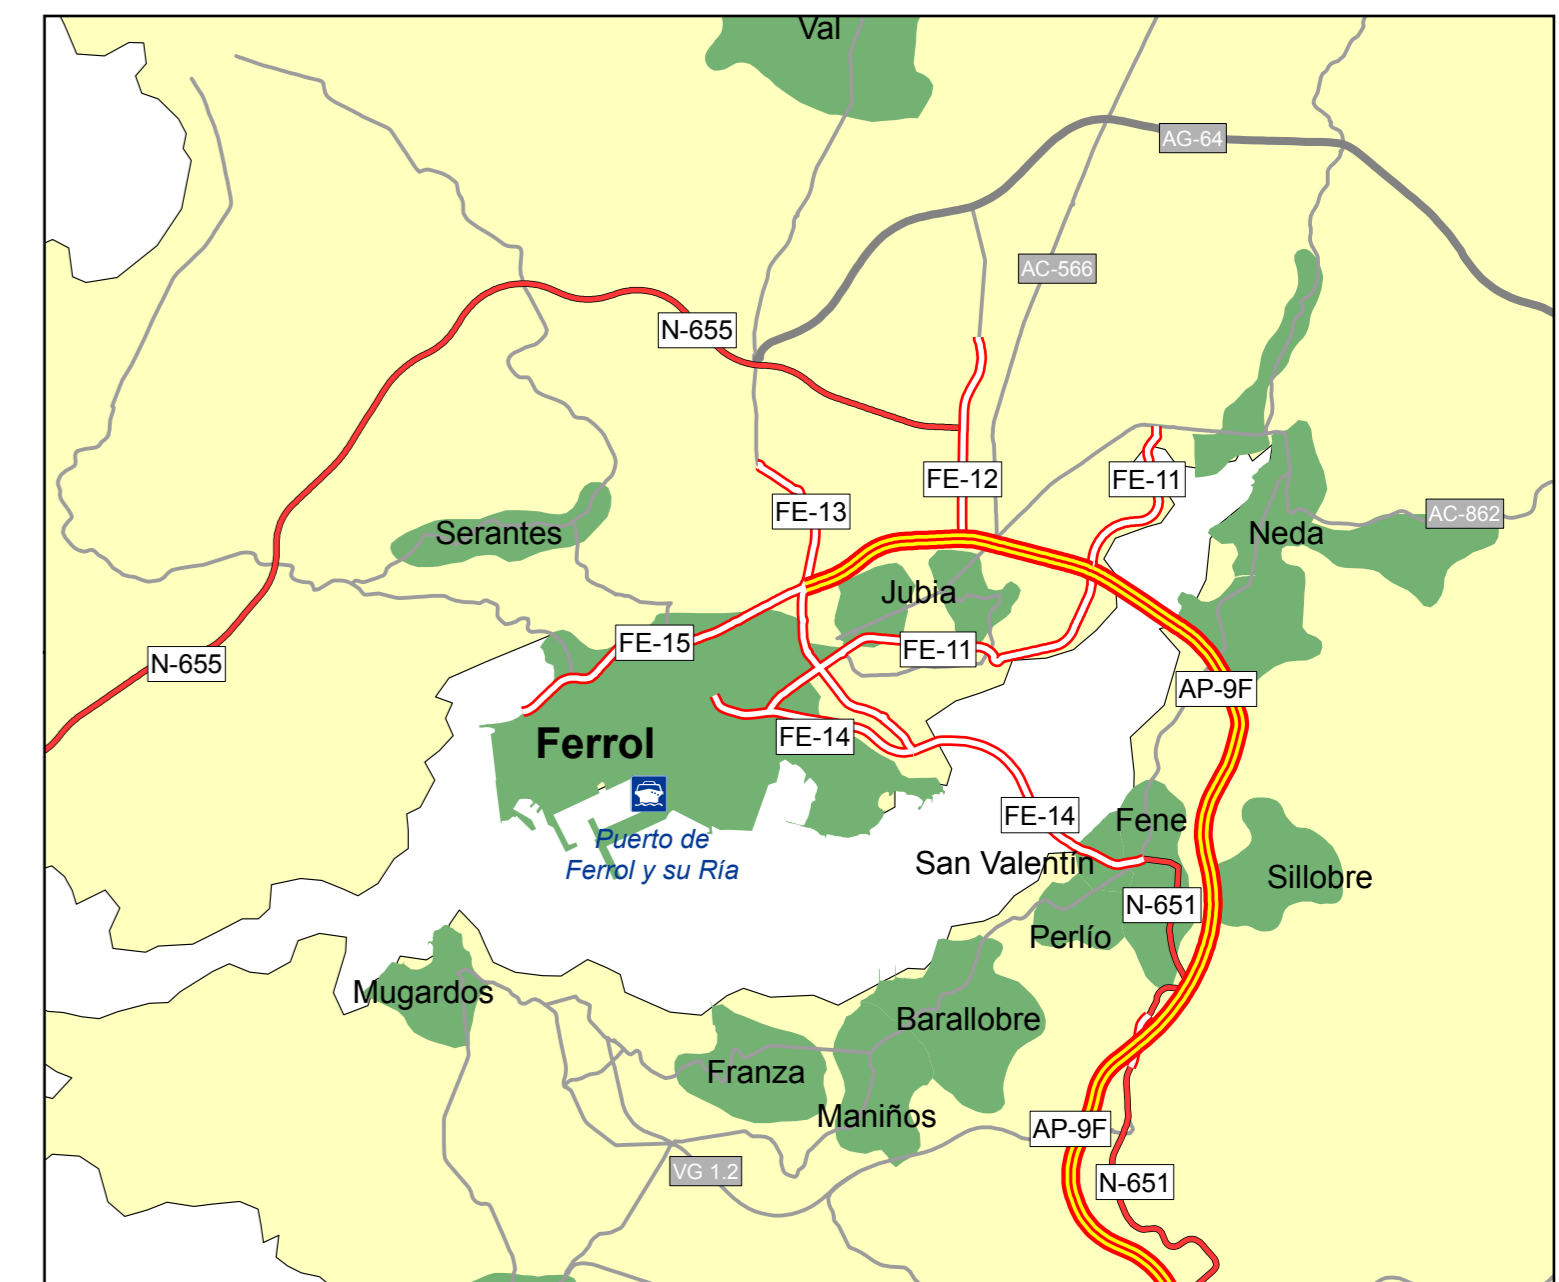 Val
AG-64
AC-566
N-655
FE-12
FE-11
FE-13
AC-862
Serantes
Neda
Jubia
FE-15
FE-11
N-655
AP-9F
Ferrol
FE-14
FE-14
Fene
Puerto de
Ferrol y su Ría
San Valentín
Sillobre
N-651
Perlío
Mugardos
Barallobre
Franza
Maniños
AP-9F
VG 1.2
N-651